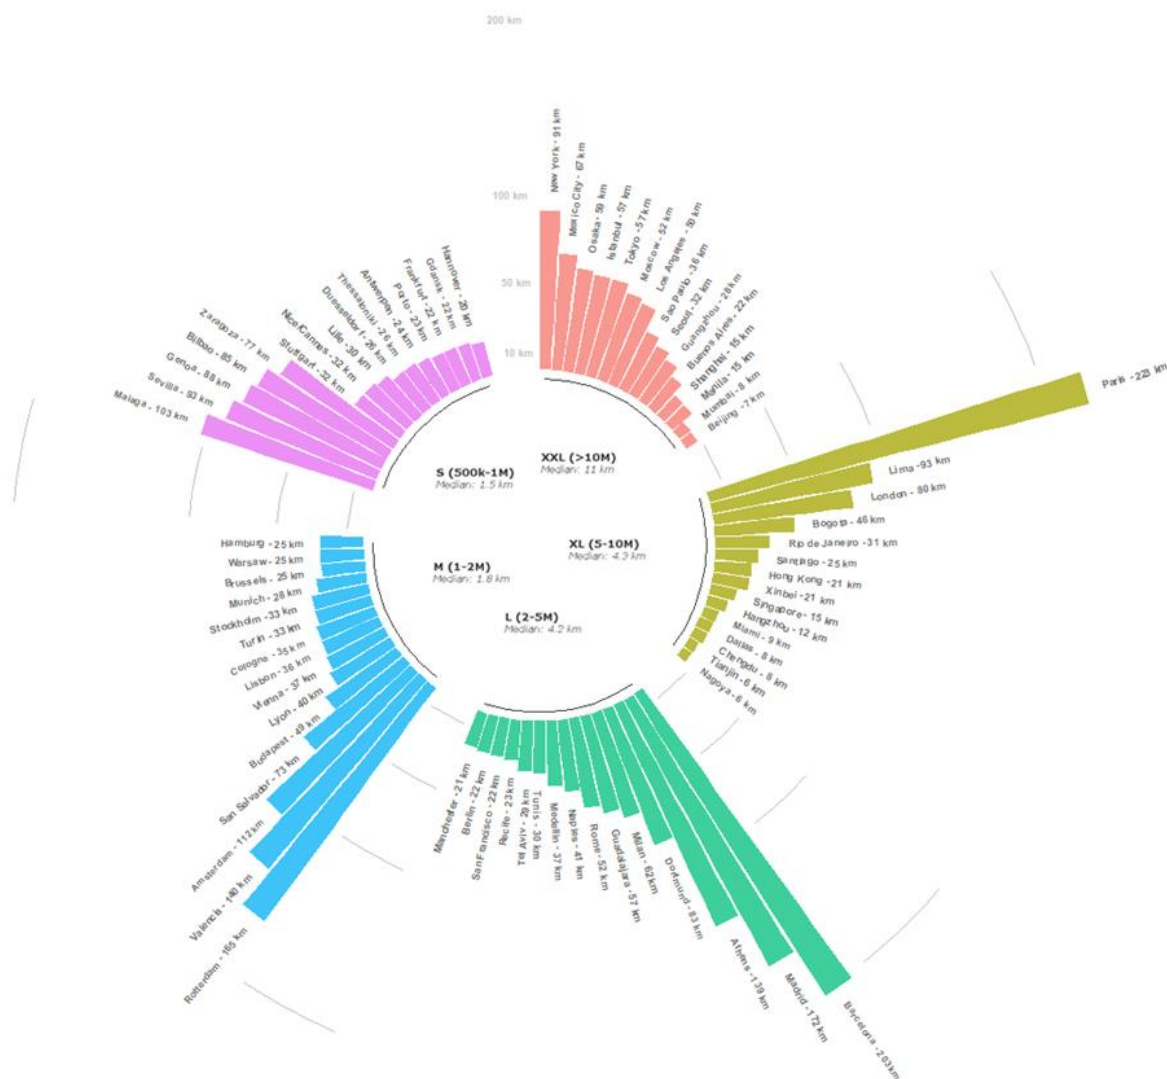 200 km
100 km
50 km
10 km
New York - 91 km
Mexico City - 67 km
Osaka - 59 km
Istanbul - 57 km
Tokyo - 57 km
Moscow - 52 km
Los Angeles - 50 km
Sao Paulo - 36 km
Seoul - 32 km
Guangzhou - 28 km
Buenos Aires - 22 km
Shanghai - 15 km
Manila - 15 km
Mumbai - 8 km
Beijing - 7 km
Paris - 223 km
Lima - 93 km
London - 80 km
Bogota - 46 km
Rio de Janeiro - 31 km
Santiago - 25 km
Hong Kong - 21 km
Xinbei - 21 km
Singapore - 15 km
Hangzhou - 12 km
Miami - 9 km
Dallas - 8 km
Chengdu - 8 km
Tianjin - 6 km
Nagoya - 6 km
Barcelona - 203 km
Madrid - 172 km
Athens - 139 km
Dortmund - 83 km
Milan - 62 km
Guadalajara - 57 km
Rome - 52 km
Naples - 41 km
Medellin - 37 km
Tunis - 30 km
Tel Aviv - 29 km
Recife - 23 km
San Francisco - 22 km
Berlin - 22 km
Manchester - 21 km
Rotterdam - 165 km
Valencia - 140 km
Amsterdam - 112 km
San Salvador - 73 km
Budapest - 49 km
Lyon - 40 km
Vienna - 37 km
Lisbon - 36 km
Cologne - 35 km
Turin - 33 km
Stockholm - 33 km
Munich - 28 km
Brussels - 25 km
Warsaw - 25 km
Hamburg - 25 km
Malaga - 103 km
Sevilla - 93 km
Genoa - 88 km
Bilbao - 85 km
Zaragoza - 77 km
Stuttgart - 32 km
Nice/Cannes - 32 km
Lille - 30 km
Duesseldorf - 26 km
Thessaloniki - 26 km
Antwerpen - 24 km
Porto - 23 km
Frankfurt - 22 km
Gdansk - 22 km
Hannover - 20 km
XXL (>10M)
Median: 11 km
XL (5-10M)
Median: 4.3 km
L (2-5M)
Median: 4.2 km
M (1-2M)
Median: 1.8 km
S (500k-1M)
Median: 1.5 km